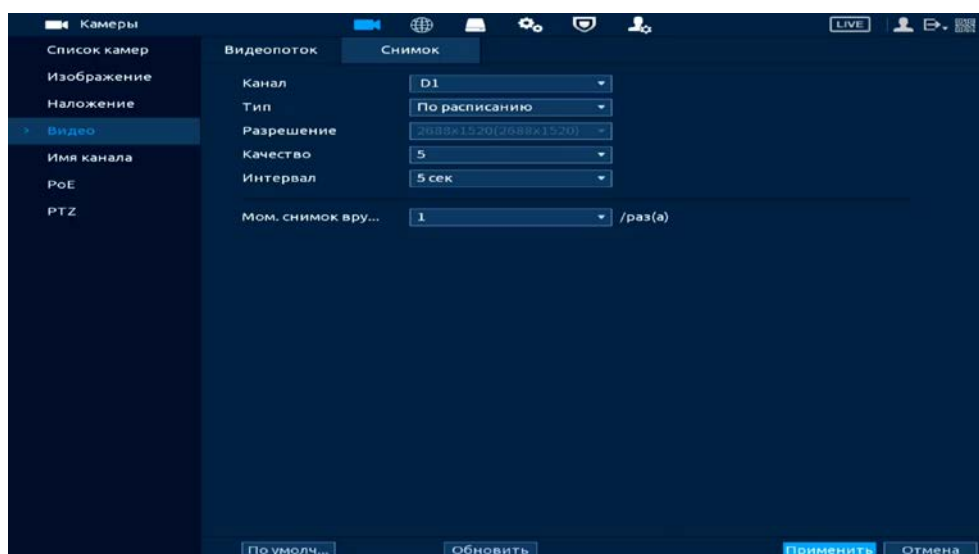 Камеры
LIVE
Список камер
Изображение
Наложение
Видео
Имя канала
PoE
PTZ
Видеопоток
Снимок
Канал
D1
Тип
По расписанию
Разрешение
2688x1520(2688x1520)
Качество
5
Интервал
5 сек
Мом. снимок вру...
1
/раз(а)
По умолч...
Обновить
Применить
Отмена